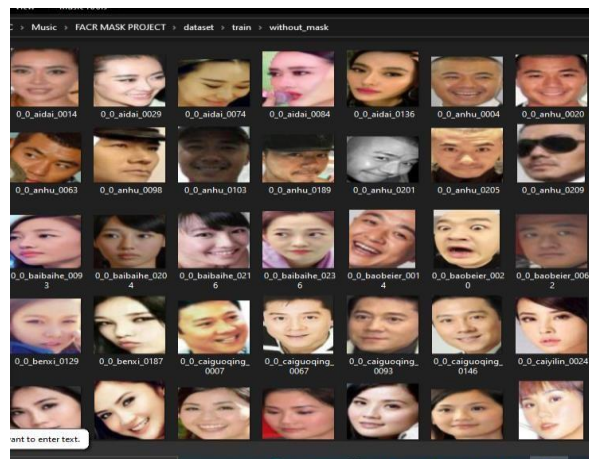 C > Music > FACR MASK PROJECT > dataset > train > without_mask
0_0_aidai_0014 0_0_aidai_0029 0_0_aidai_0074 0_0_aidai_0084 0_0_aidai_0136 0_0_anhu_0004 0_0_anhu_0020
0_0_anhu_0063 0_0_anhu_0098 0_0_anhu_0103 0_0_anhu_0189 0_0_anhu_0201 0_0_anhu_0205 0_0_anhu_0209
0_0_baibaihe_009 0_0_baibaihe_020 0_0_baibaihe_021 0_0_baibaihe_023 0_0_baobeier_001 0_0_baobeier_002 0_0_baobeier_006
3 4 6 6 4 0 2
0_0_benxi_0129 0_0_benxi_0187 0_0_caiguoqing_ 0_0_caiguoqing_ 0_0_caiguoqing_ 0_0_caiguoqing_ 0_0_caiyilin_0024
0007 0067 0093 0146
ant to enter text.